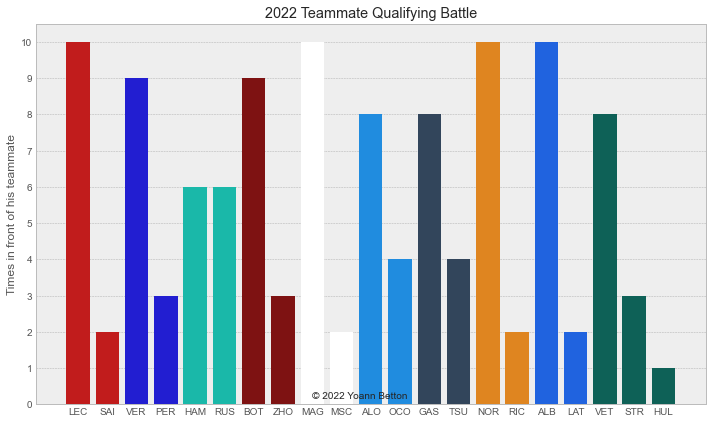 2022 Teammate Qualifying Battle
Times in front of his teammate
10
9
8
7
6
5
4
3
2
1
0
© 2022 Yoann Betton
LEC SAI VER PER HAM RUS BOT ZHO MAG MSC ALO OCO GAS TSU NOR RIC ALB LAT VET STR HUL